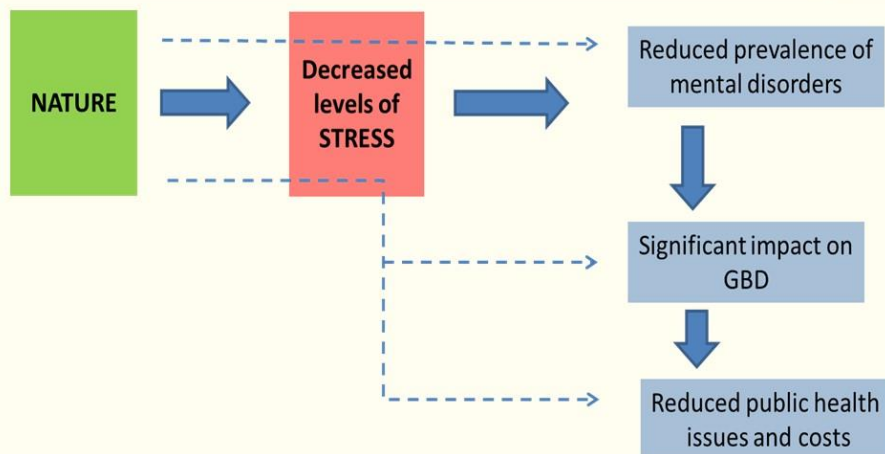 NATURE
Decreased
levels of
STRESS
Reduced prevalence of
mental disorders
Significant impact on
GBD
Reduced public health
issues and costs